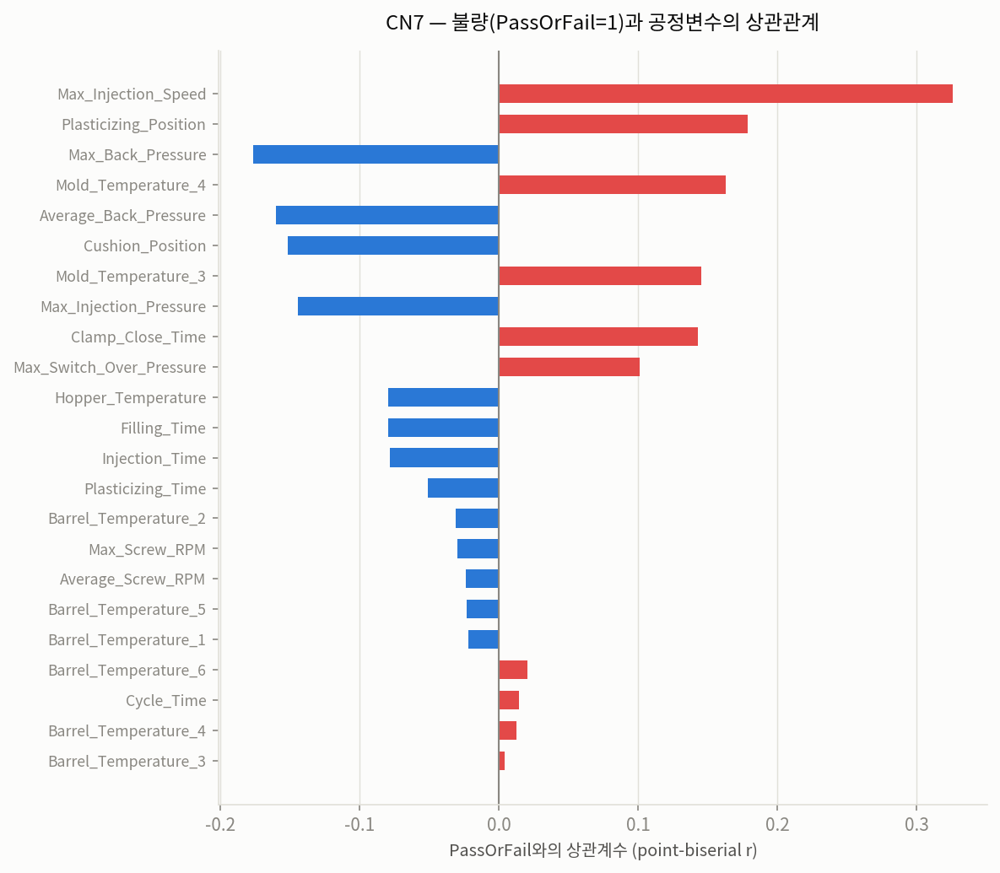 CN7 — 불량(PassOrFail=1)과 공정변수의 상관관계
Max_Injection_Speed
Plasticizing_Position
Max_Back_Pressure
Mold_Temperature_4
Average_Back_Pressure
Cushion_Position
Mold_Temperature_3
Max_Injection_Pressure
Clamp_Close_Time
Max_Switch_Over_Pressure
Hopper_Temperature
Filling_Time
Injection_Time
Plasticizing_Time
Barrel_Temperature_2
Max_Screw_RPM
Average_Screw_RPM
Barrel_Temperature_5
Barrel_Temperature_1
Barrel_Temperature_6
Cycle_Time
Barrel_Temperature_4
Barrel_Temperature_3
-0.2 -0.1 0.0 0.1 0.2 0.3
PassOrFail와의 상관계수 (point-biserial r)